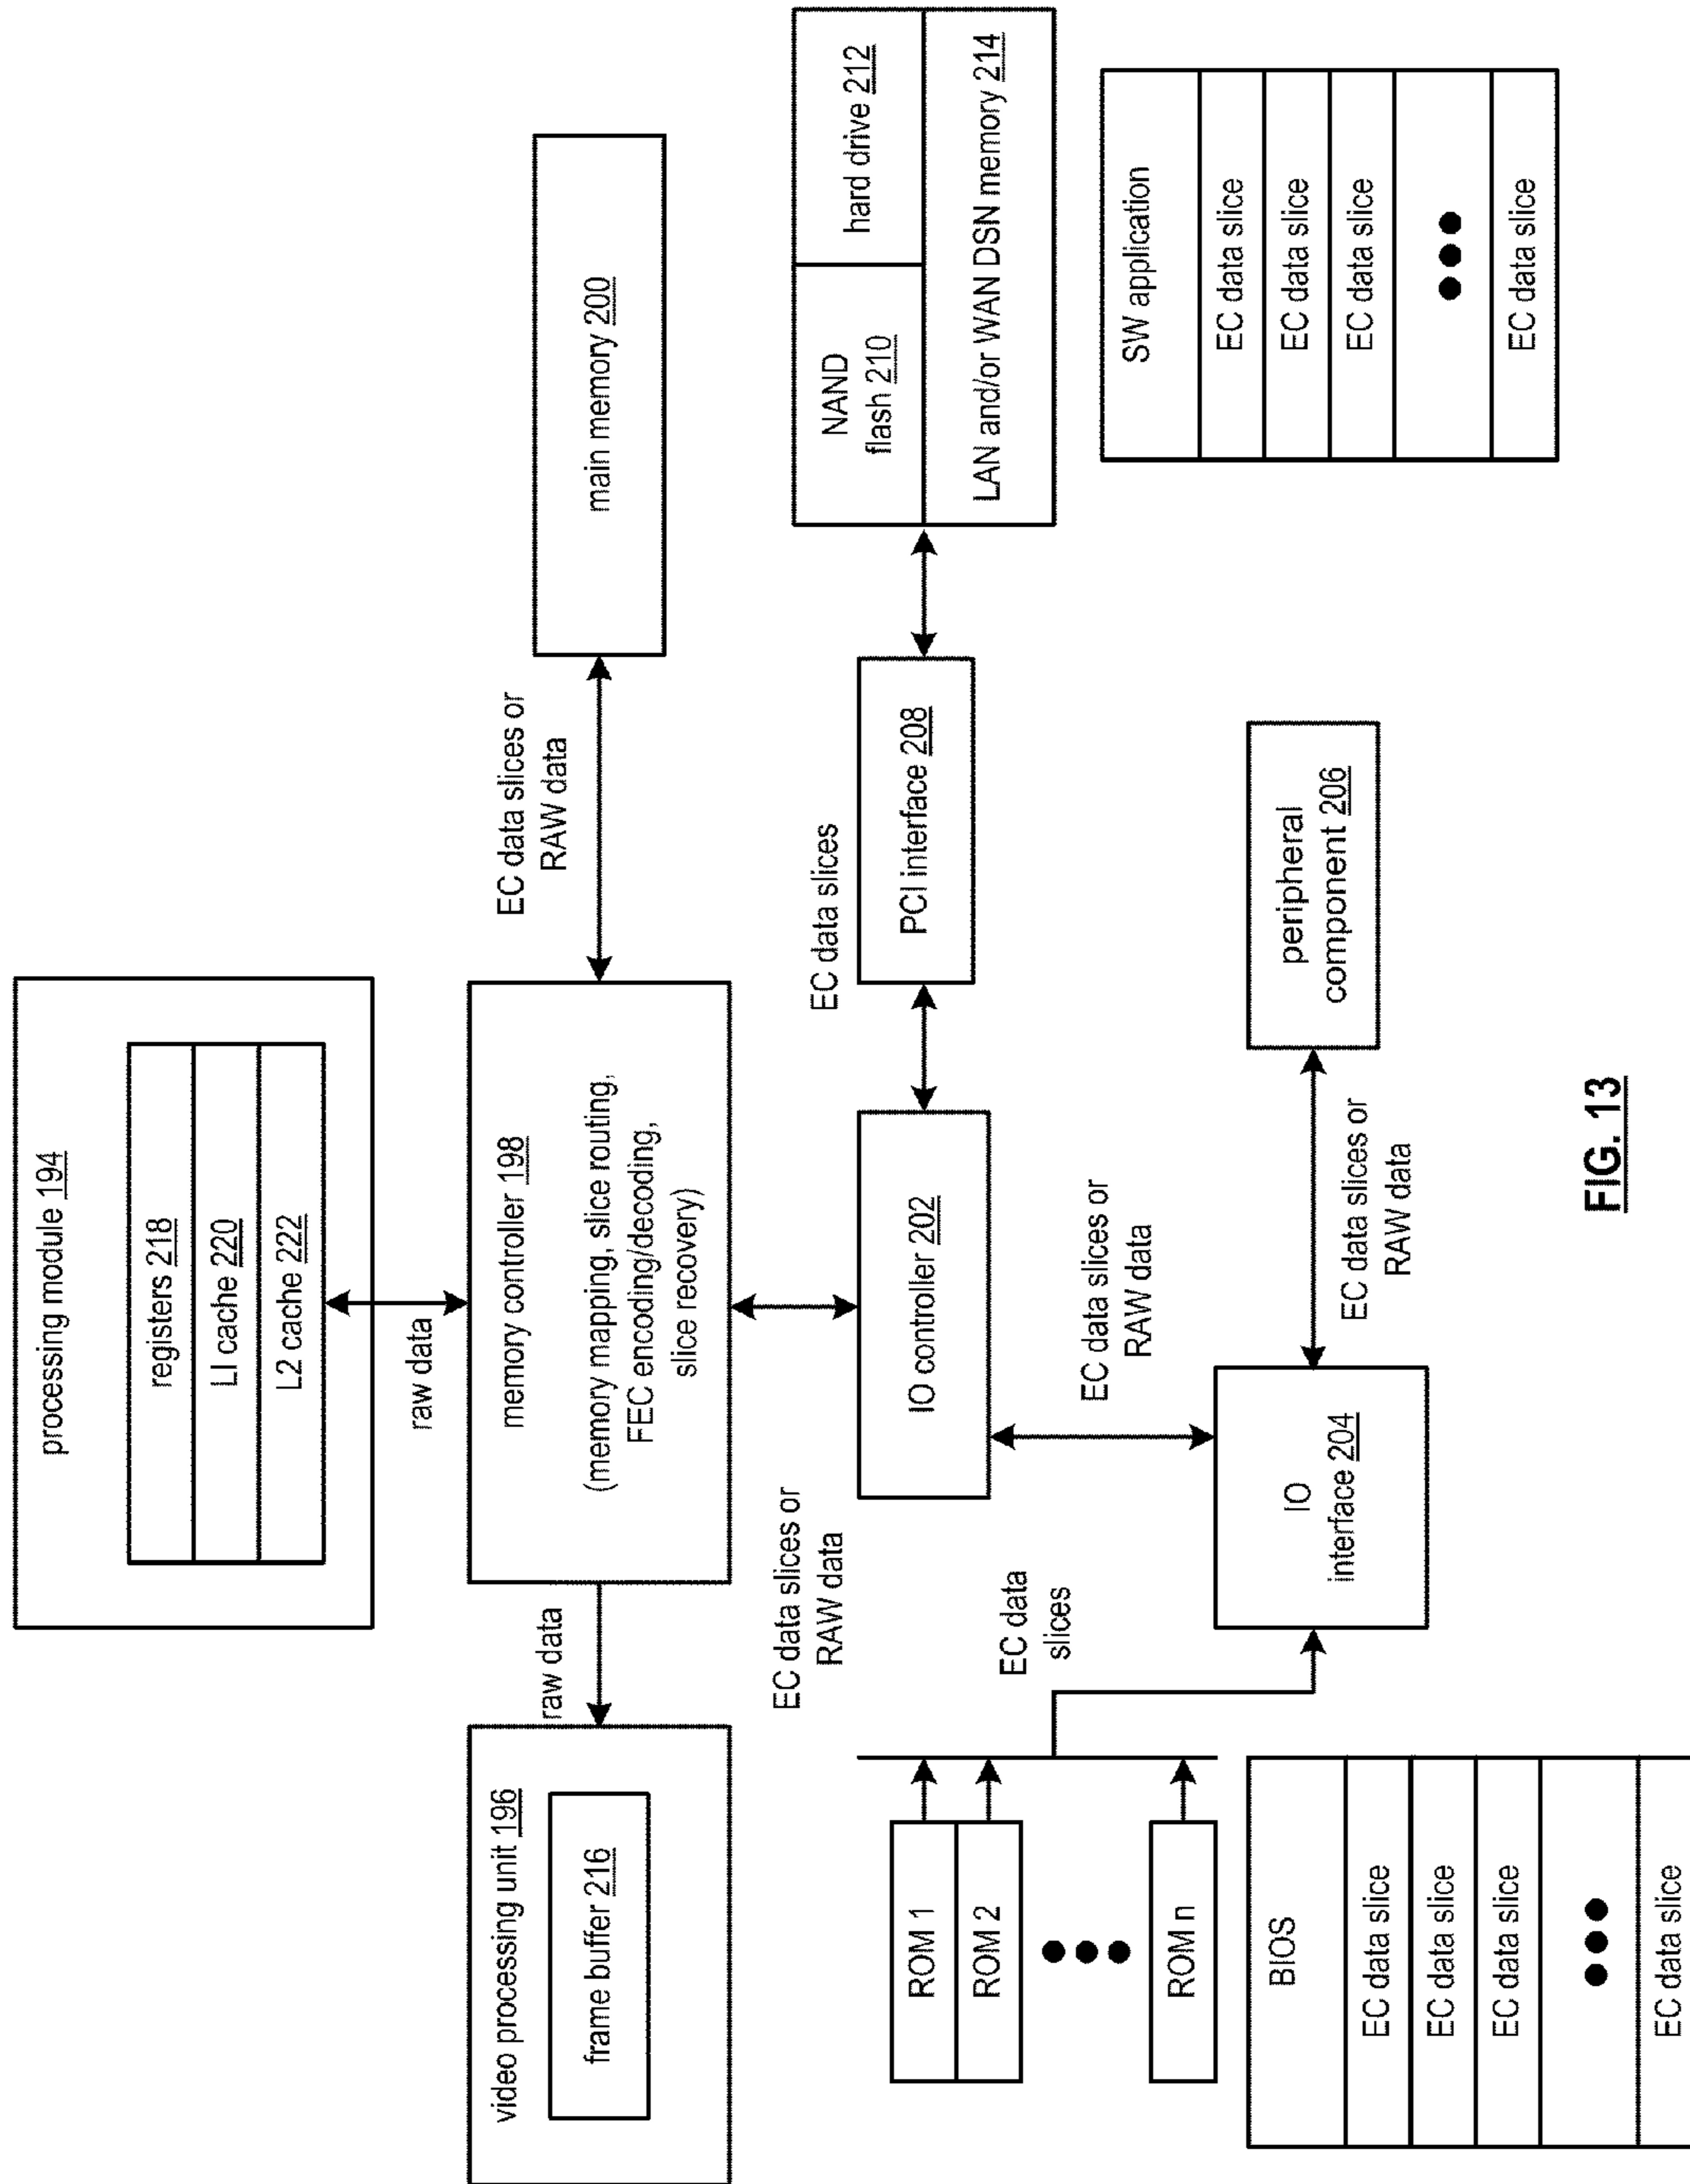 processing module 194
registers 218
L1 cache 220
L2 cache 222
raw data
video processing unit 196
frame buffer 216
raw data
memory controller 198
(memory mapping, slice routing,
FEC encoding/decoding,
slice recovery)
EC data slices or
RAW data
main memory 200
EC data slices or
RAW data
ROM 1
ROM 2
ROM n
IO controller 202
EC data slices
PCI interface 208
NAND
flash 210
hard drive 212
LAN and/or WAN DSN memory 214
EC data
slices
EC data slices or
RAW data
IO
interface 204
EC data slices or
RAW data
peripheral
component 206
BIOS
EC data slice
EC data slice
EC data slice
EC data slice
SW application
EC data slice
EC data slice
EC data slice
EC data slice
FIG. 13